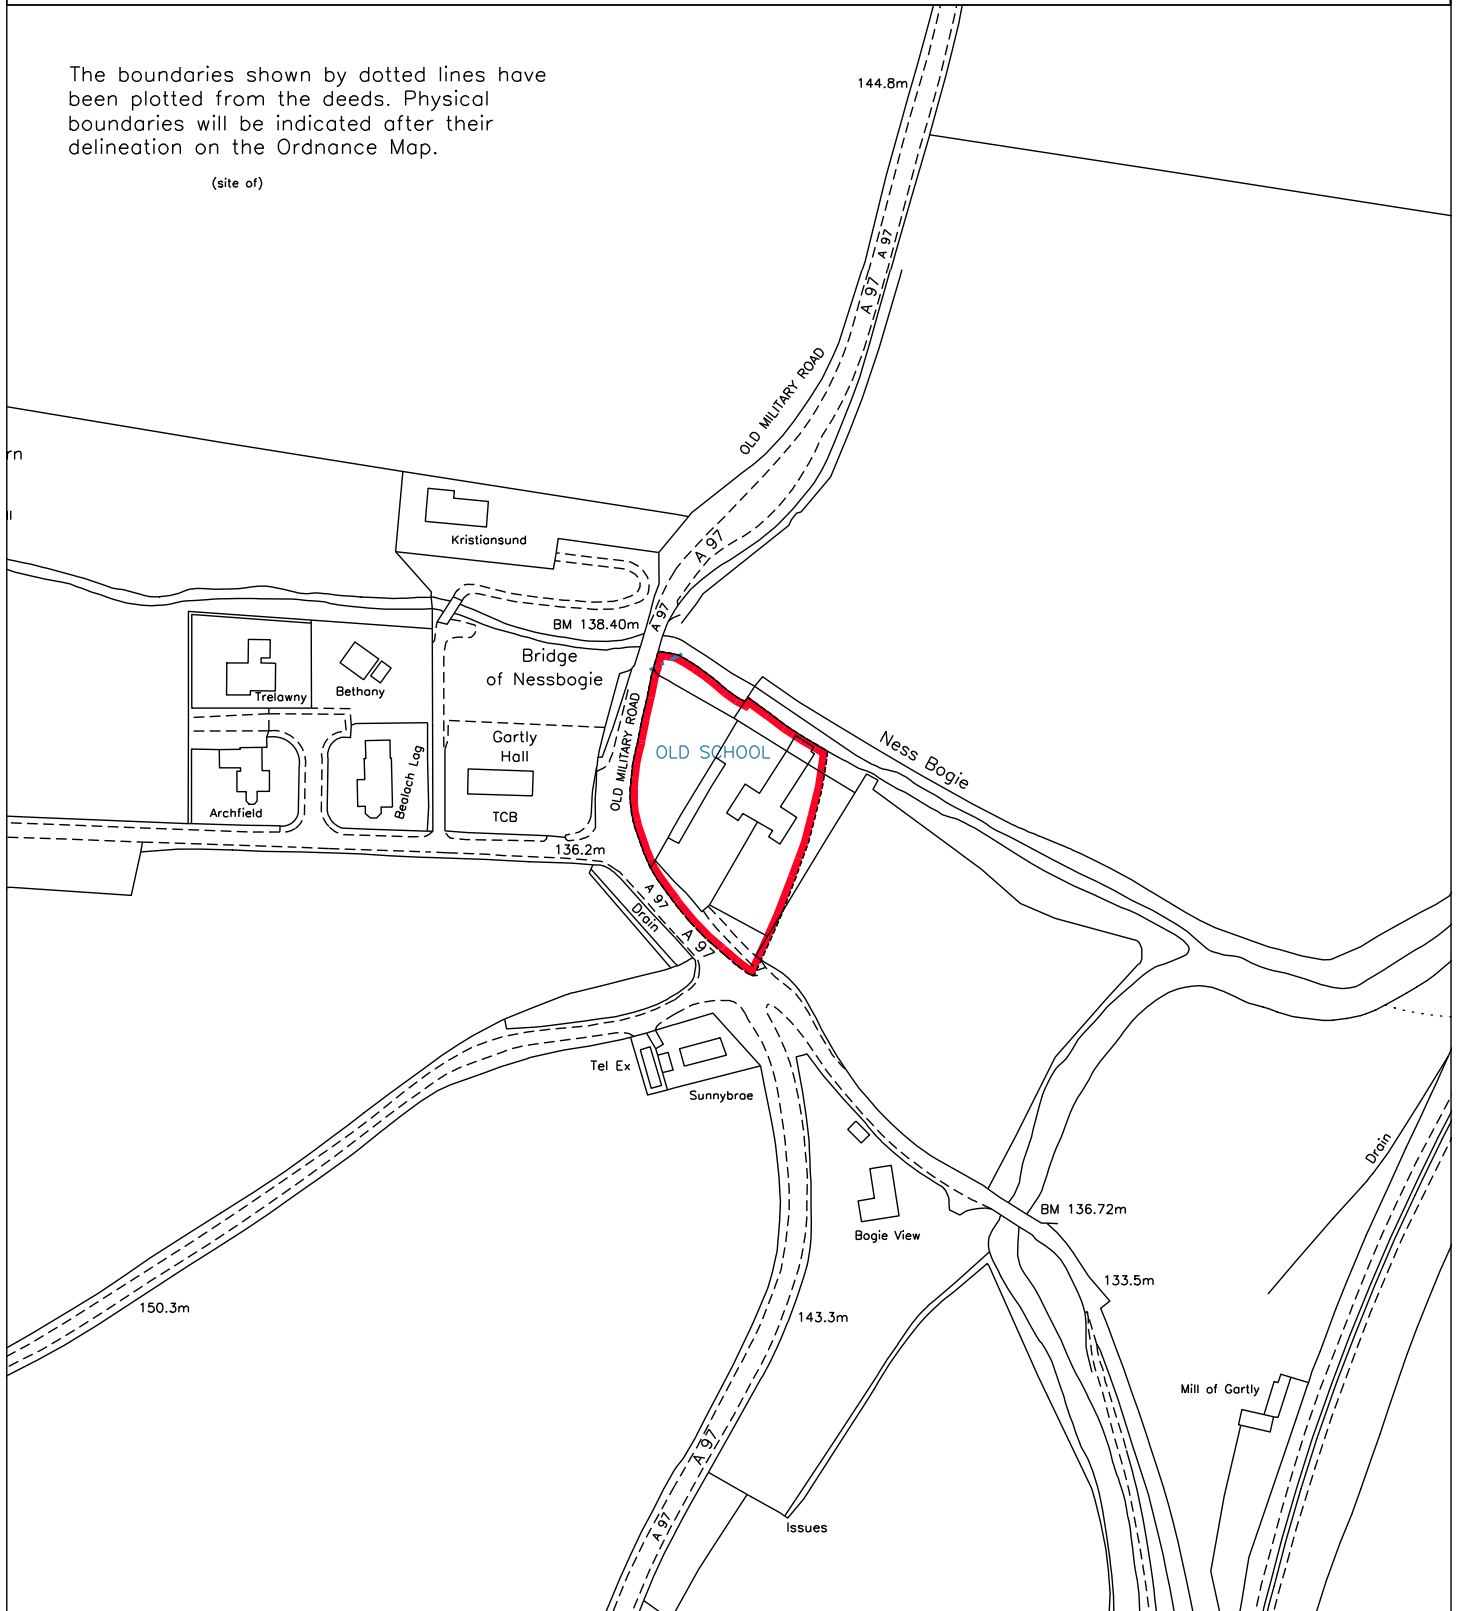 The boundaries shown by dotted lines have
been plotted from the deeds. Physical
boundaries will be indicated after their
delineation on the Ordnance Map.
(site of)
144.8m
A 97
A 97
OLD MILITARY ROAD
rn
Kristiansund
A 97
A 97
BM 138.40m
Bridge
of Nessbogie
Trelawny
Bethany
OLD MILITARY ROAD
Gartly
Hall
OLD SCHOOL
Ness Bogie
Bealach Lag
Archfield
TCB
136.2m
A 97
Drain
A 97
Tel Ex
Sunnybrae
Drain
BM 136.72m
Bogie View
133.5m
150.3m
143.3m
Mill of Gartly
A 97
A 97
Issues